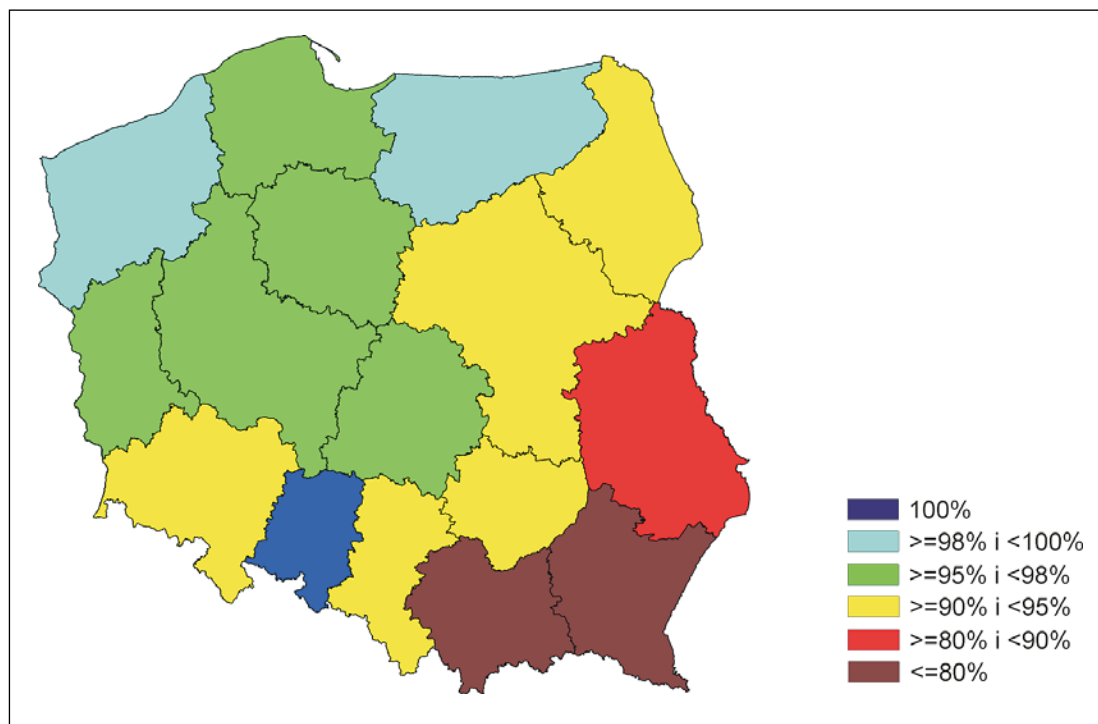 100%
>=98% i <100%
>=95% i <98%
>=90% i <95%
>=80% i <90%
<=80%